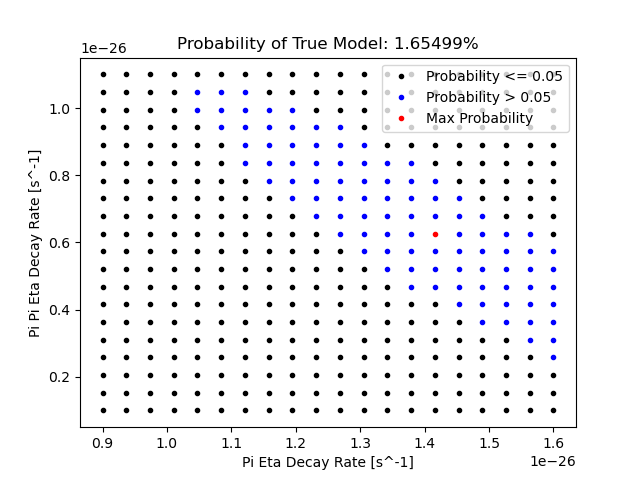 Probability of True Model: 1.65499%
1e−26
Probability <= 0.05
Probability > 0.05
Max Probability
Pi Pi Eta Decay Rate [s^-1]
1.0
0.8
0.6
0.4
0.2
0.9 1.0 1.1 1.2 1.3 1.4 1.5 1.6
Pi Eta Decay Rate [s^-1]
1e−26